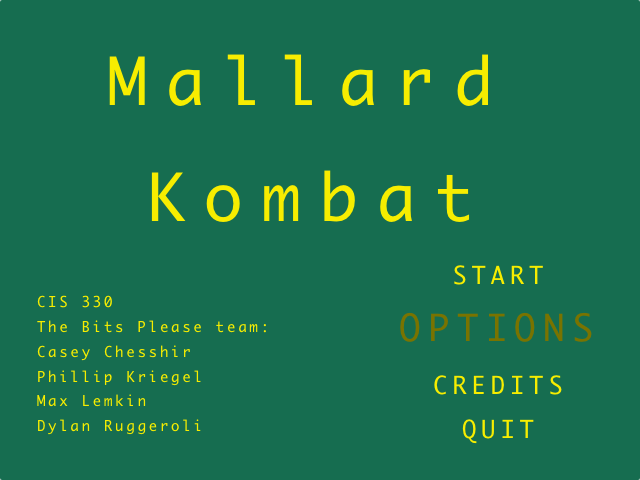 Mallard
Kombat
START
OPTIONS
CREDITS
QUIT
CIS 330
The Bits Please team:
Casey Chesshir
Phillip Kriegel
Max Lemkin
Dylan Ruggeroli